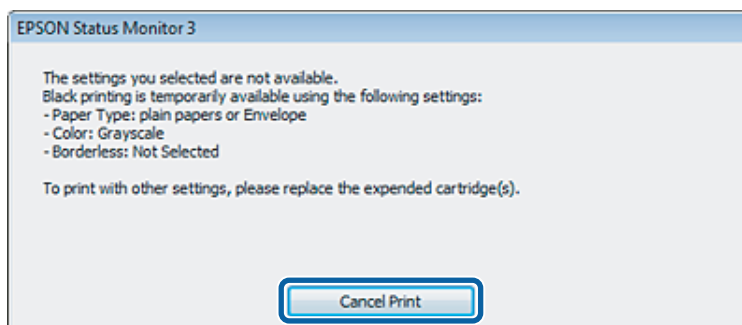 EPSON Status Monitor 3
The settings you selected are not available.
Black printing is temporarily available using the following settings:
- Paper Type: plain papers or Envelope
- Color: Grayscale
- Borderless: Not Selected
To print with other settings, please replace the expended cartridge(s).
Cancel Print